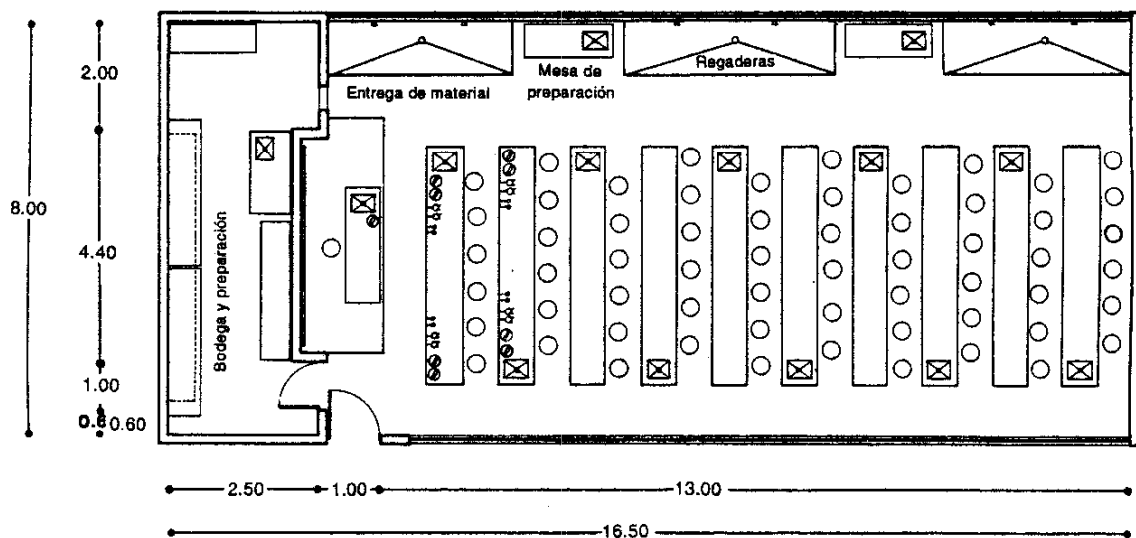 2.00
Entrega de material
Mesa de
preparación
Regaderas
8.00
4.40
Bodega y preparación
1.00
0.60
2.50
1.00
13.00
16.50